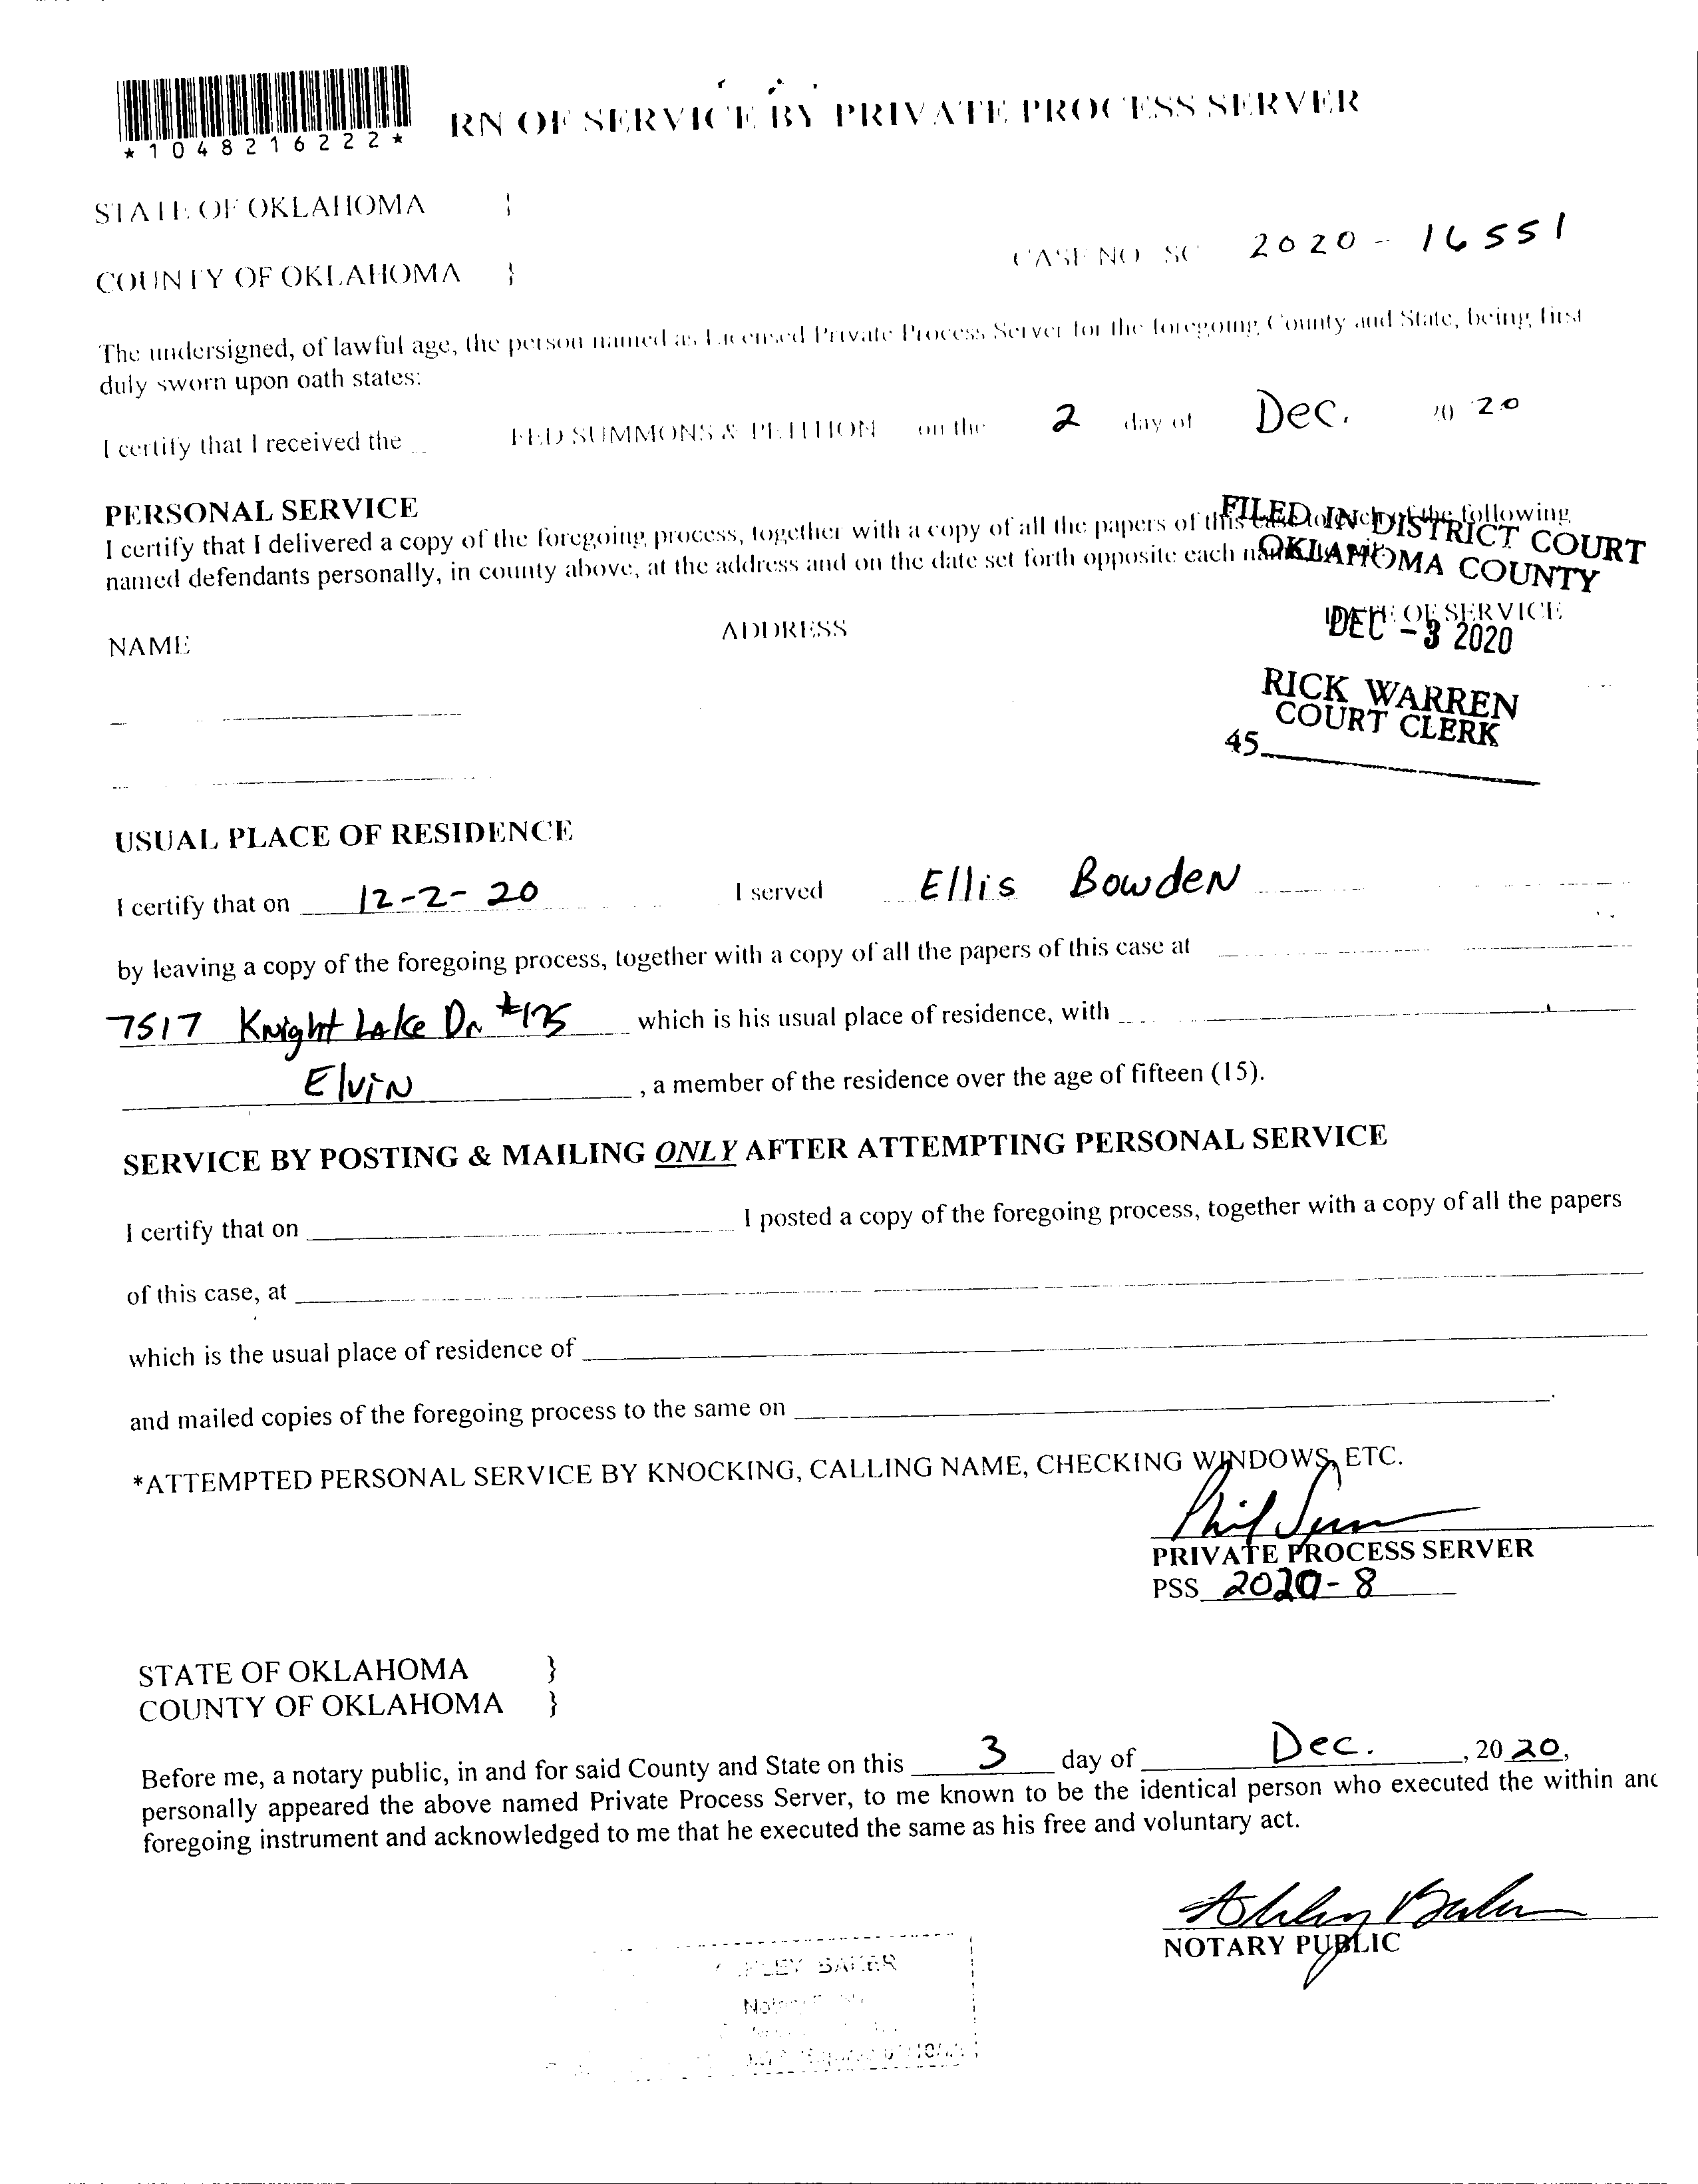 *1048216222*
RN OF SERVICE BY PRIVATE PROCESS SERVER
STATE OF OKLAHOMA }
CASE NO SC 2020 - 16551
COUNTY OF OKLAHOMA }
The undersigned, of lawful age, the person named as Licensed Private Process Server for the foregoing County and State, being first
duly sworn upon oath states:
I certify that I received the FED SUMMONS & PETITION on the 2 day of Dec. 20 20
PERSONAL SERVICE
I certify that I delivered a copy of the foregoing process, together with a copy of all the papers of this case to each of the following
named defendants personally, in county above, at the address and on the date set forth opposite each name
FILED IN DISTRICT COURT
OKLAHOMA COUNTY
NAME ADDRESS DATE OF SERVICE
DEC -3 2020
RICK WARREN
COURT CLERK
45
USUAL PLACE OF RESIDENCE
I certify that on 12-2-20 I served Ellis Bowden
by leaving a copy of the foregoing process, together with a copy of all the papers of this case at
7517 Knight Lake Dr #175 which is his usual place of residence, with
Elvin, a member of the residence over the age of fifteen (15).
SERVICE BY POSTING & MAILING ONLY AFTER ATTEMPTING PERSONAL SERVICE
I certify that on I posted a copy of the foregoing process, together with a copy of all the papers
of this case, at
which is the usual place of residence of
and mailed copies of the foregoing process to the same on .
*ATTEMPTED PERSONAL SERVICE BY KNOCKING, CALLING NAME, CHECKING WINDOWS, ETC.
PRIVATE PROCESS SERVER
PSS 2020-8
STATE OF OKLAHOMA }
COUNTY OF OKLAHOMA }
Before me, a notary public, in and for said County and State on this 3 day of Dec., 20 20,
personally appeared the above named Private Process Server, to me known to be the identical person who executed the within and
foregoing instrument and acknowledged to me that he executed the same as his free and voluntary act.
Ashley Baker
NOTARY PUBLIC